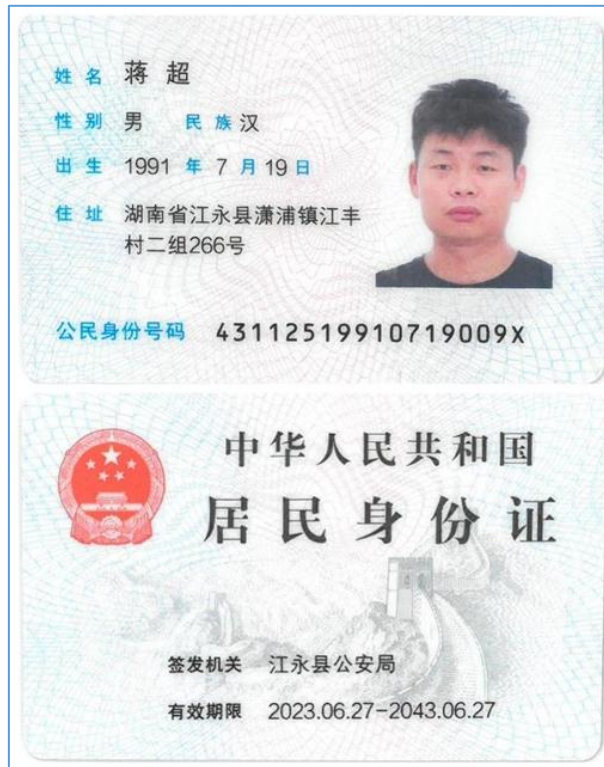 姓名 蒋超
性别 男 民族 汉
出生 1991 年 7 月 19 日
住址 湖南省江永县潇浦镇江丰
村二组266号
公民身份号码 43112519910719009X
中华人民共和国
居民身份证
签发机关 江永县公安局
有效期限 2023.06.27-2043.06.27